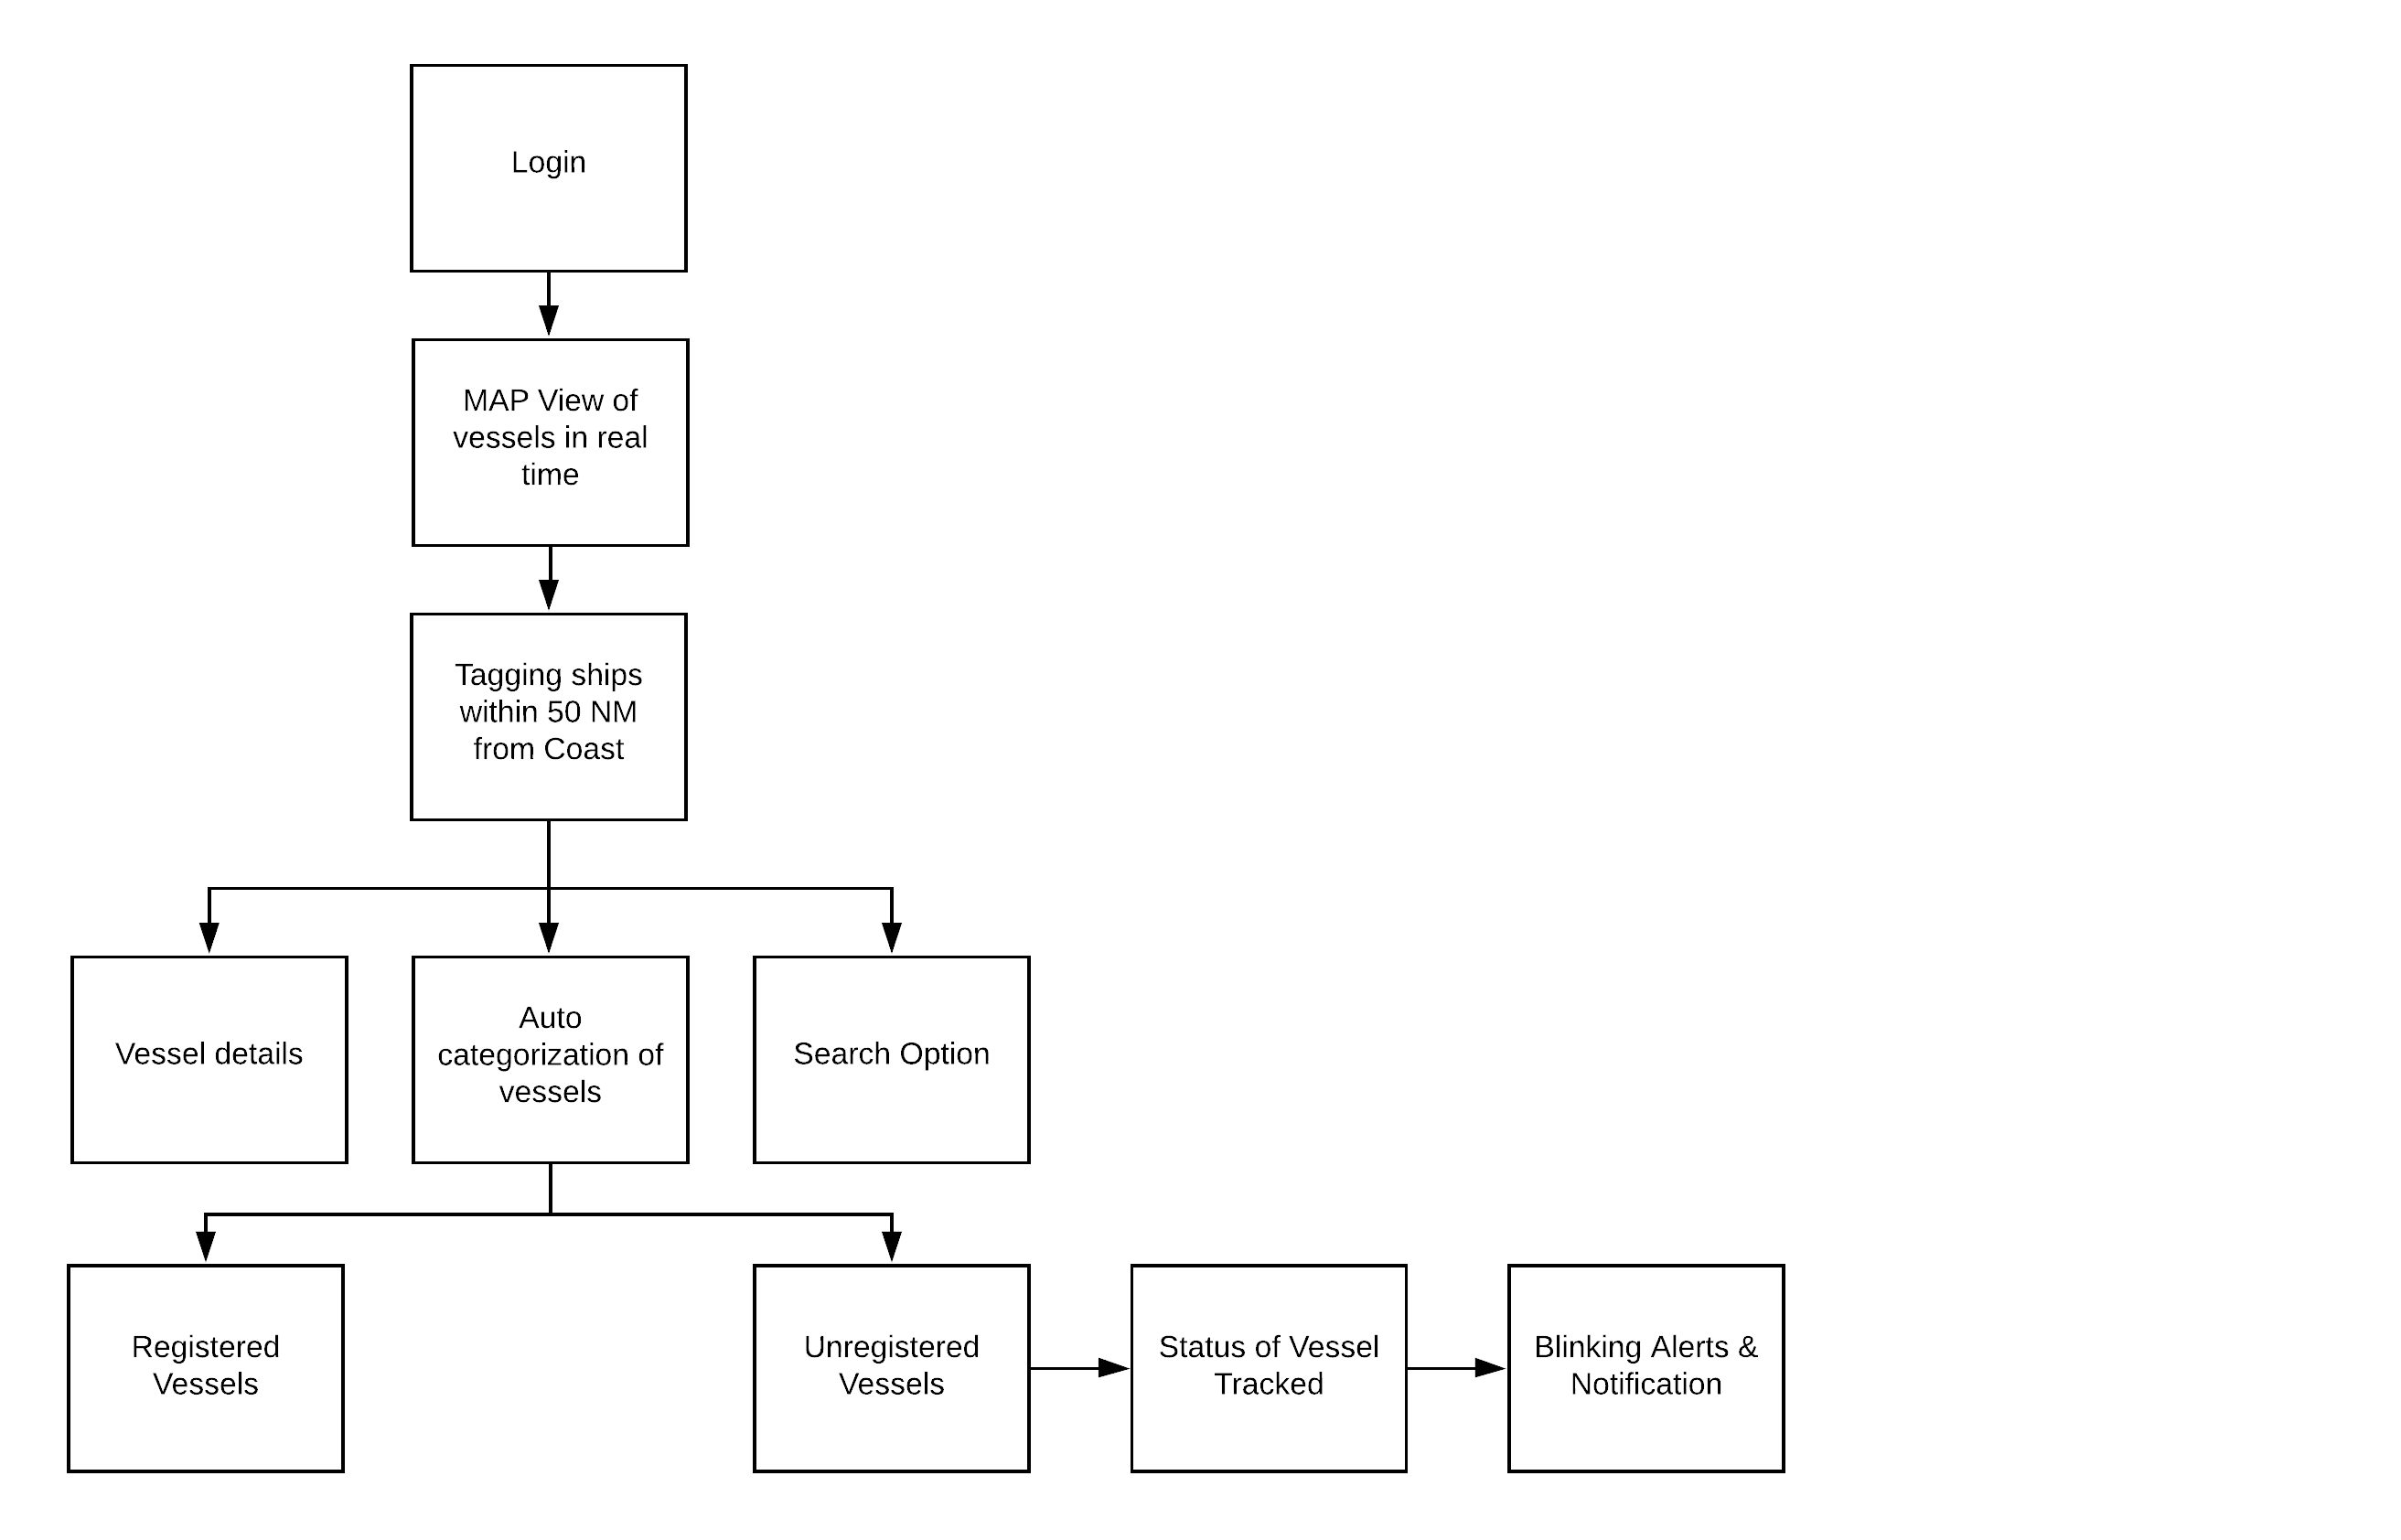 Login
MAP View of
vessels in real
time
Tagging ships
within 50 NM
from Coast
Vessel details
Auto
categorization of
vessels
Search Option
Registered
Vessels
Unregistered
Vessels
Status of Vessel
Tracked
Blinking Alerts &
Notification